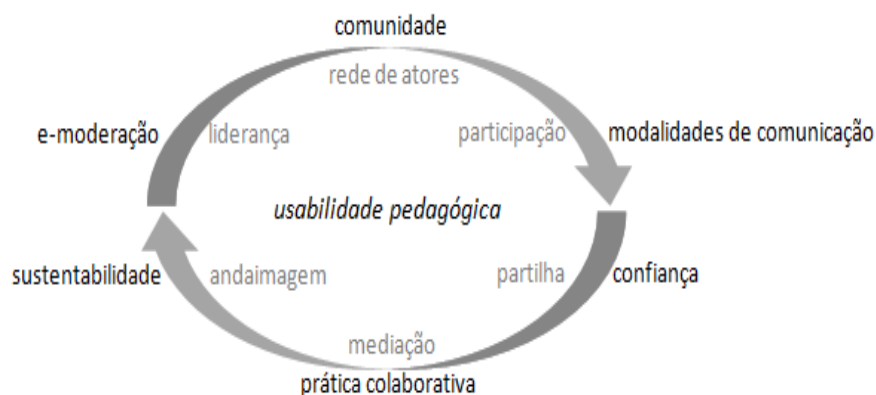 comunidade
rede de atores
e-moderação
liderança
participação
modalidades de comunicação
usabilidade pedagógica
sustentabilidade
andaimagem
partilha
confiança
mediação
prática colaborativa